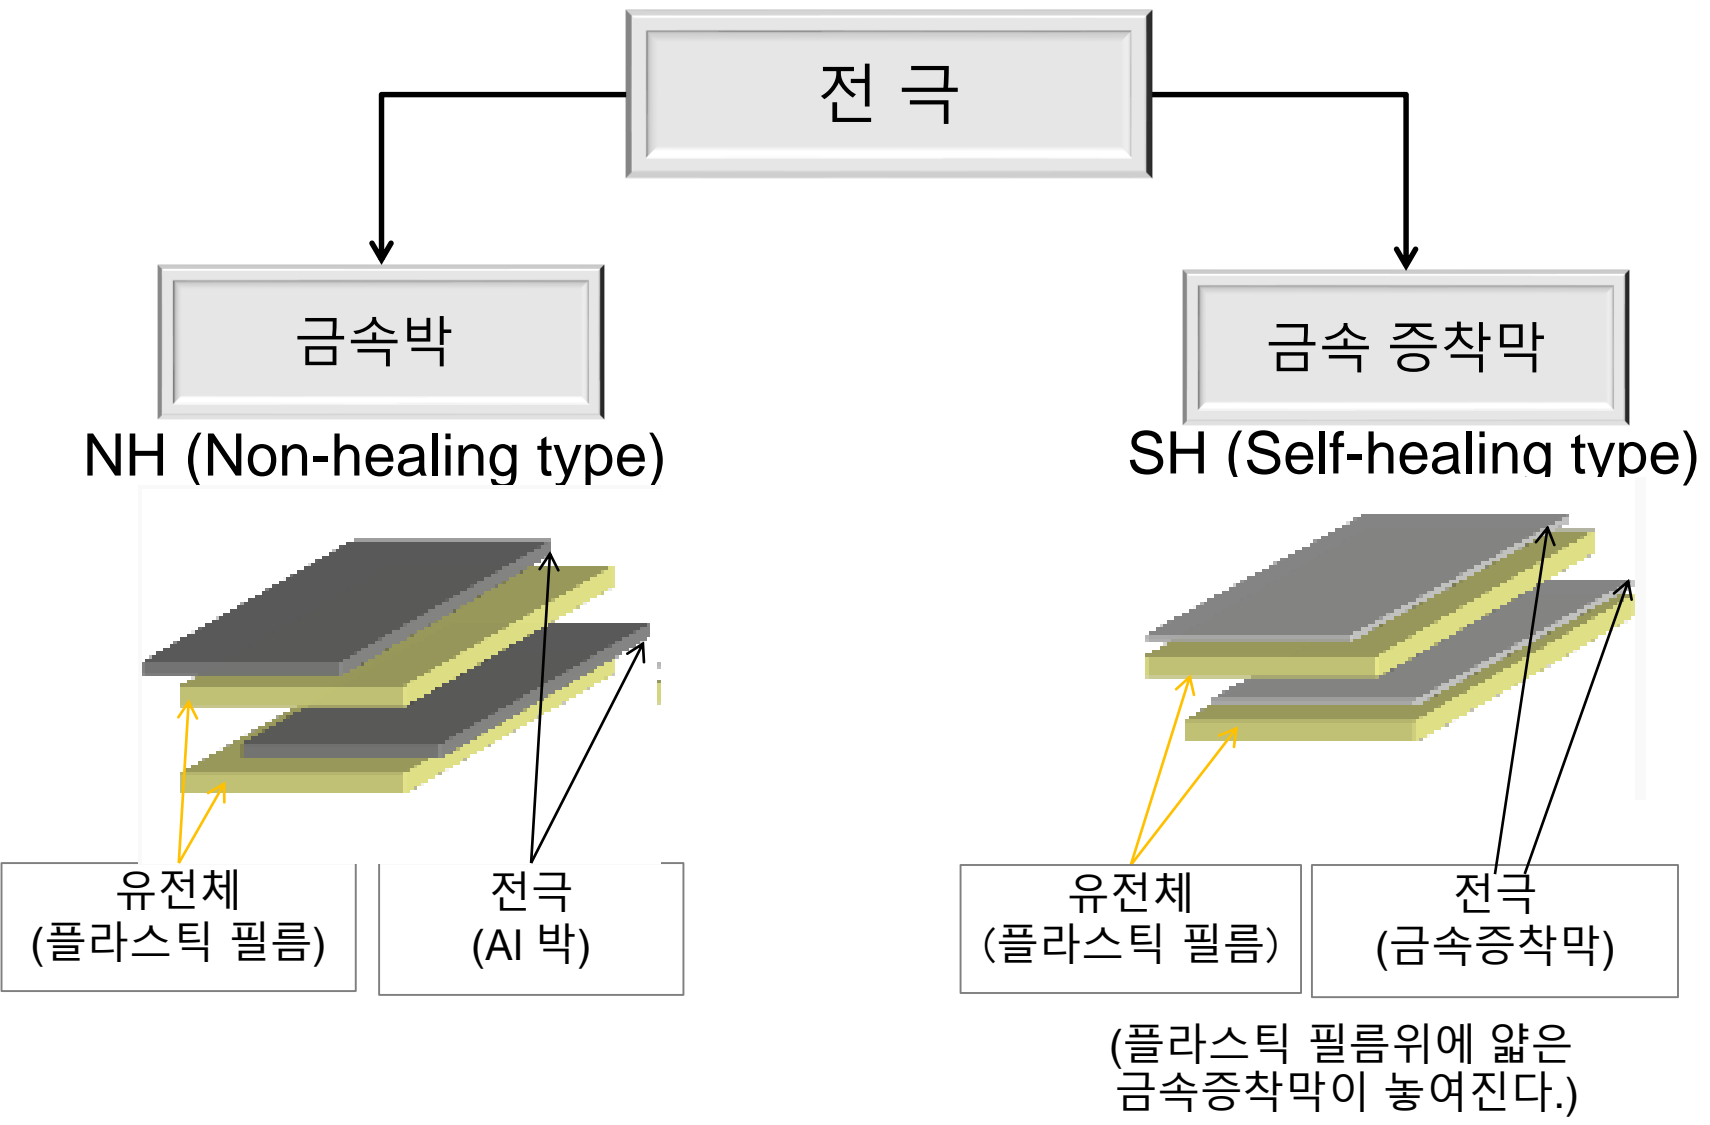 전 극
금속박
금속 증착막
NH (Non-healing type)
SH (Self-healing type)
유전체
(플라스틱 필름)
전극
(Al 박)
유전체
(플라스틱 필름)
전극
(금속증착막)
(플라스틱 필름위에 얇은
금속증착막이 놓여진다.)